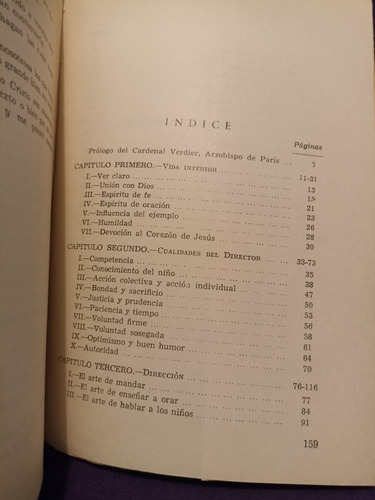 nosotros
grande bien
Cristo
o bien
y me
INDICE
Páginas
Prólogo del Cardenal Verdier, Arzobispo de París ... 7
CAPITULO PRIMERO.—VIDA INTERIOR ... ... ... ... ... 11-31
I.—Ver claro ... ... ... ... ... ... ... ... 13
II.—Unión con Dios ... ... ... ... ... ... ... 15
III.—Espíritu de fe ... ... ... ... ... ... ... 21
IV.—Espíritu de oración ... ... ... ... ... ... 23
V.—Influencia del ejemplo ... ... ... ... ... 26
VI.—Humildad ... ... ... ... ... ... ... ... 28
VII.—Devoción al Corazón de Jesús ... ... ... ... 30
CAPITULO SEGUNDO.—CUALIDADES DEL DIRECTOR ... ... 33-73
I.—Competencia ... ... ... ... ... ... ... 35
II.—Conocimiento del niño ... ... ... ... ... 38
III.—Acción colectiva y acción individual ... ... ... 47
IV.—Bondad y sacrificio ... ... ... ... ... ... 50
V.—Justicia y prudencia ... ... ... ... ... ... 53
VI.—Paciencia y tiempo ... ... ... ... ... ... 56
VII.—Voluntad firme ... ... ... ... ... ... ... 58
VIII.—Voluntad sosegada ... ... ... ... ... ... 61
IX.—Optimismo y buen humor ... ... ... ... ... 64
X.—Autoridad ... ... ... ... ... ... ... ... 70
CAPITULO TERCERO.—DIRECCIÓN ... ... ... ... ... 76-116
I.—El arte de mandar ... ... ... ... ... ... 77
II.—El arte de enseñar a orar ... ... ... ... ... 84
III.—El arte de hablar a los niños ... ... ... ... 91
159